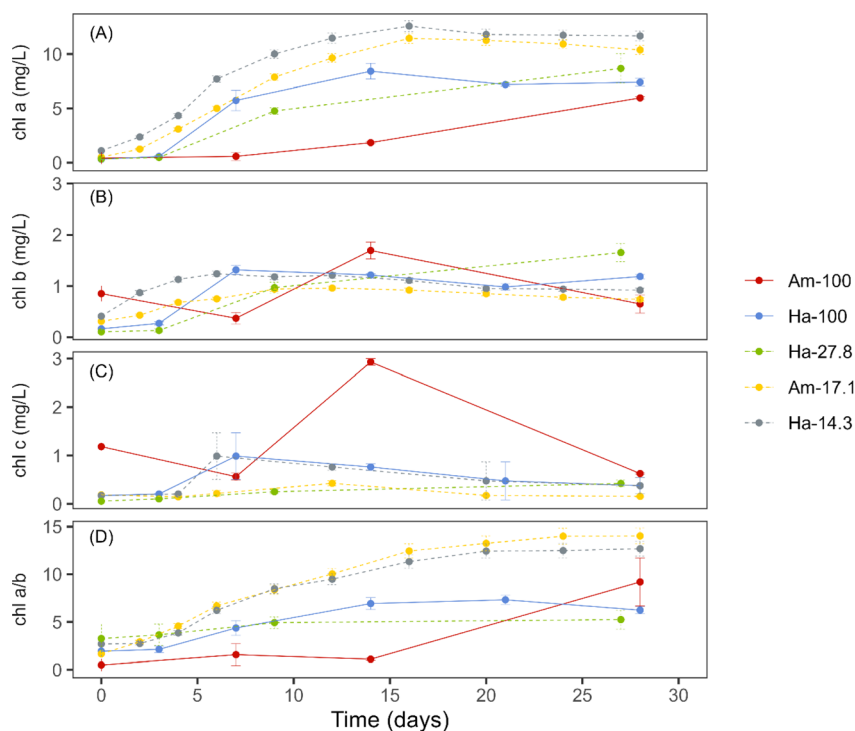 (A)
chl a (mg/L)
10
5
0
(B)
chl b (mg/L)
3
2
1
0
(C)
chl c (mg/L)
3
2
1
0
(D)
chl a/b
15
10
5
0
0 5 10 15 20 25 30
Time (days)
Am-100
Ha-100
Ha-27.8
Am-17.1
Ha-14.3